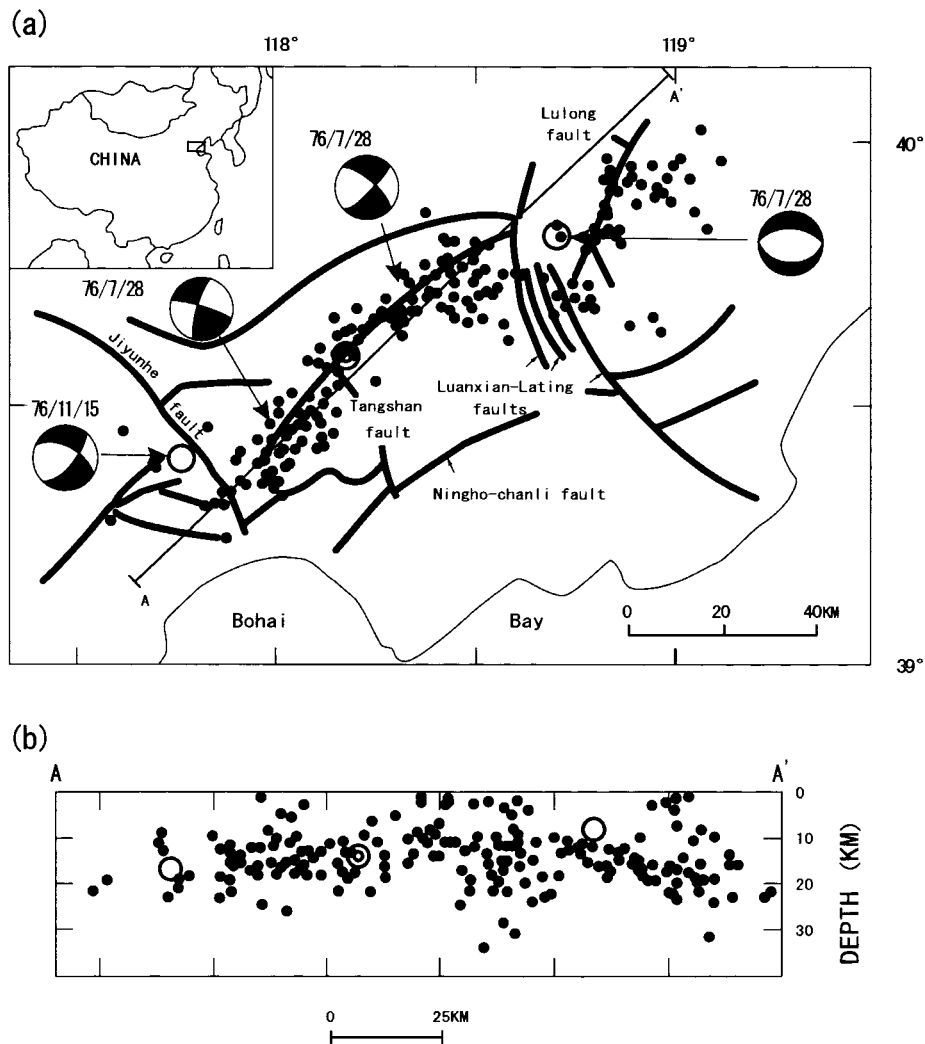 (a)
118°
119°
A'
Lulong
fault
40°
CHINA
76/7/28
76/7/28
76/7/28
Jiyunhe
fault
Luanxian-Lating
faults
Tangshan
fault
76/11/15
Ningho-chanli fault
A
Bohai
Bay
0 20 40KM
39°
(b)
A
A'
0
10
20
30
DEPTH (KM)
0 25KM